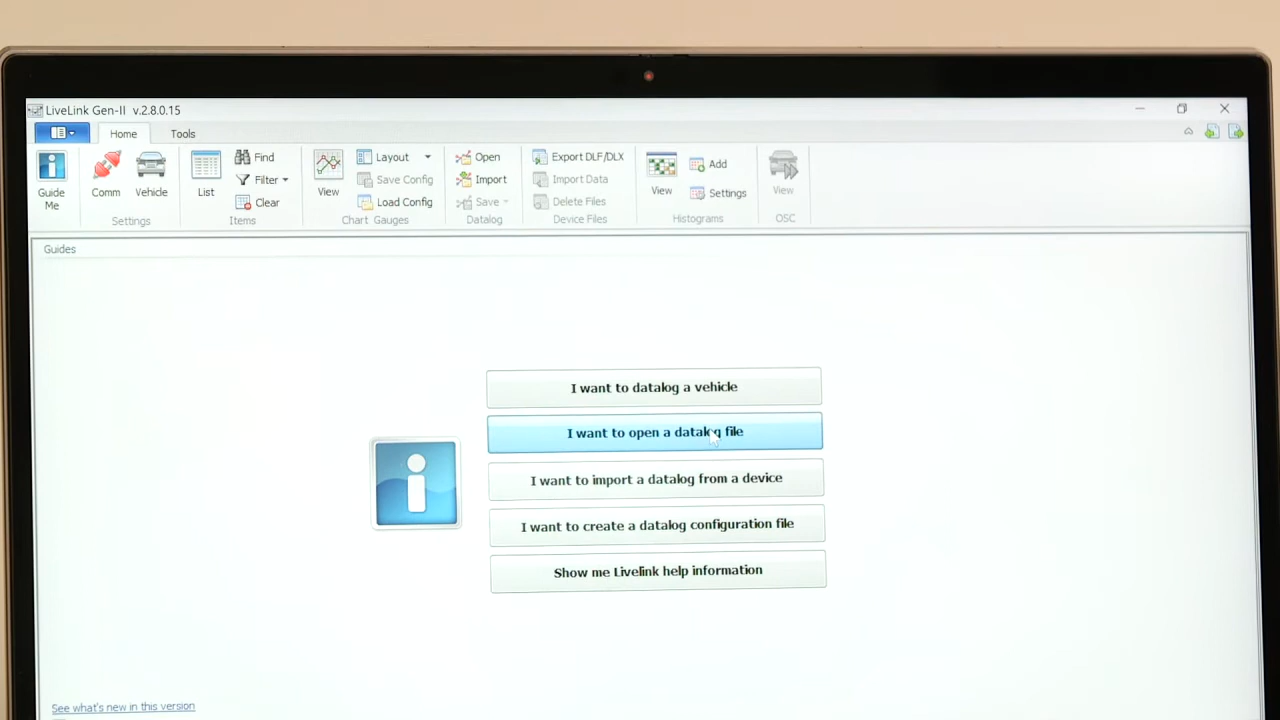 LiveLink Gen-II v.2.8.0.15
Home Tools
Guide Me
Comm
Vehicle
Settings
List
Find
Filter
Clear
Items
View
Layout
Save Config
Load Config
Chart Gauges
Open
Import
Save
Datalog
Export DLF/DLX
Import Data
Delete Files
Device Files
View
Add
Settings
Histograms
View
OSC
Guides
I want to datalog a vehicle
I want to open a datalog file
I want to import a datalog from a device
I want to create a datalog configuration file
Show me Livelink help information
See what's new in this version